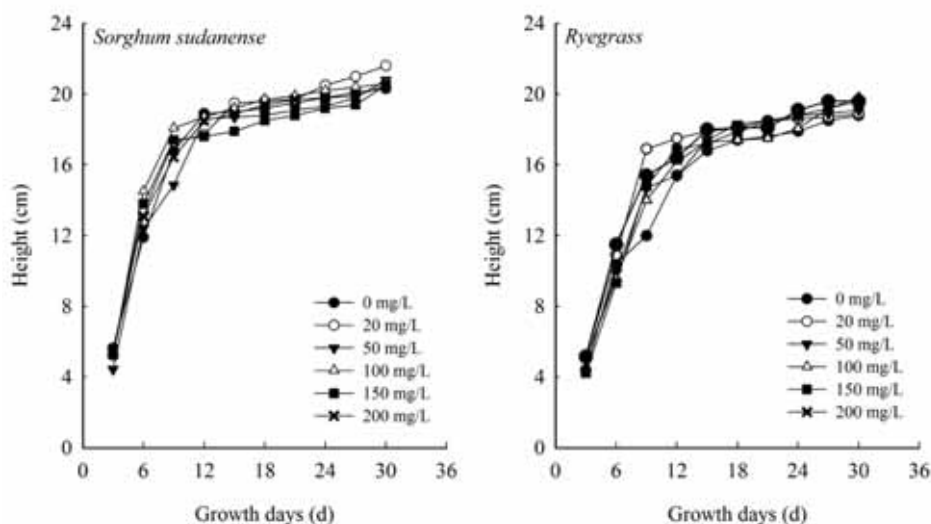 Sorghum sudanense
Height (cm)
24
20
16
12
8
4
0
0 mg/L
20 mg/L
50 mg/L
100 mg/L
150 mg/L
200 mg/L
0 6 12 18 24 30 36
Growth days (d)
Ryegrass
Height (cm)
24
20
16
12
8
4
0
0 mg/L
20 mg/L
50 mg/L
100 mg/L
150 mg/L
200 mg/L
0 6 12 18 24 30 36
Growth days (d)